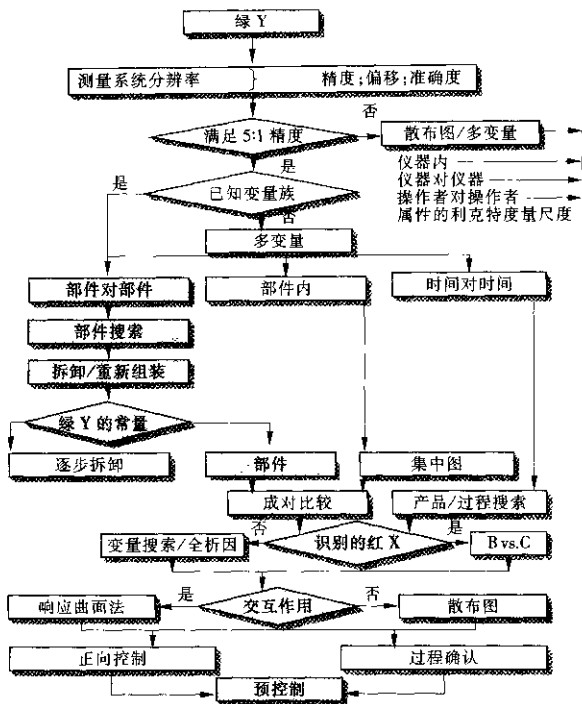 绿 Y
测量系统分辨率 精度;偏移;准确度
满足 5:1 精度
否
散布图/多变量
是
仪器内
仪器对仪器
操作者对操作者
属性的利克特度量尺度
是
已知变量族
否
多变量
部件对部件
部件内
时间对时间
部件搜索
拆卸/重新组装
绿 Y 的常量
逐步拆卸
部件
集中图
成对比较
产品/过程搜索
否
是
变量搜索/全析因
识别的红 X
B vs.C
是
否
响应曲面法
交互作用
散布图
正向控制
过程确认
预控制